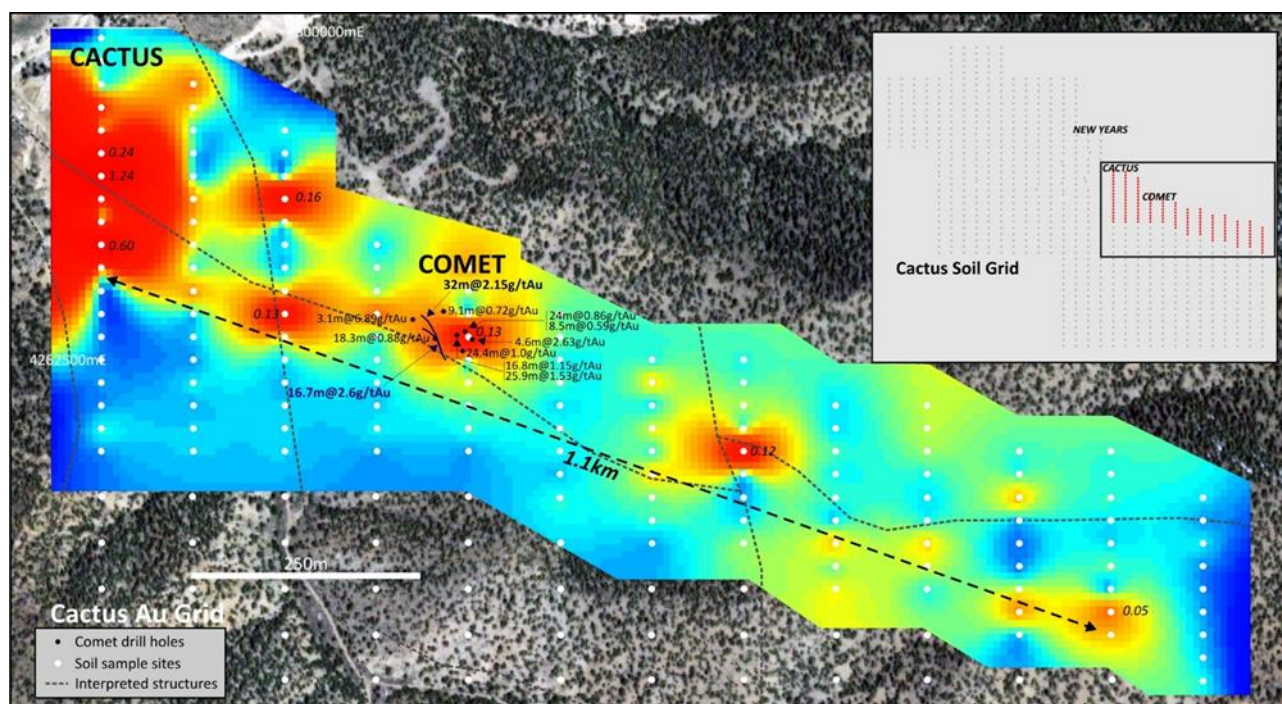 CACTUS
300000mE
0.24
1.24
0.16
0.60
COMET
32m@2.15g/tAu
3.1m@6.89g/tAu
9.1m@0.72g/tAu
24m@0.86g/tAu
8.5m@0.59g/tAu
0.13
0.13
18.3m@0.88g/tAu
4.6m@2.63g/tAu
24.4m@1.0g/tAu
4262500mE
16.8m@1.15g/tAu
25.9m@1.53g/tAu
16.7m@2.6g/tAu
0.12
1.1km
250m
0.05
Cactus Au Grid
Comet drill holes
Soil sample sites
Interpreted structures
NEW YEARS
CACTUS
COMET
Cactus Soil Grid